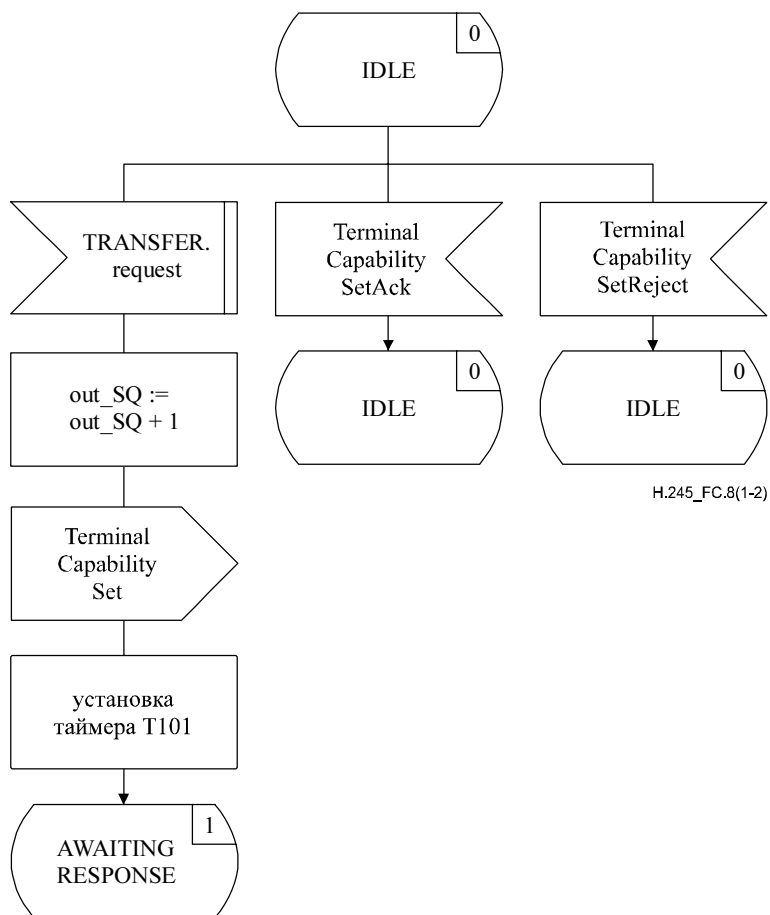 0
IDLE
TRANSFER.
request
Terminal
Capability
SetAck
Terminal
Capability
SetReject
out_SQ :=
out_SQ + 1
0
IDLE
0
IDLE
H.245_FC.8(1-2)
Terminal
Capability
Set
установка
таймера T101
1
AWAITING
RESPONSE